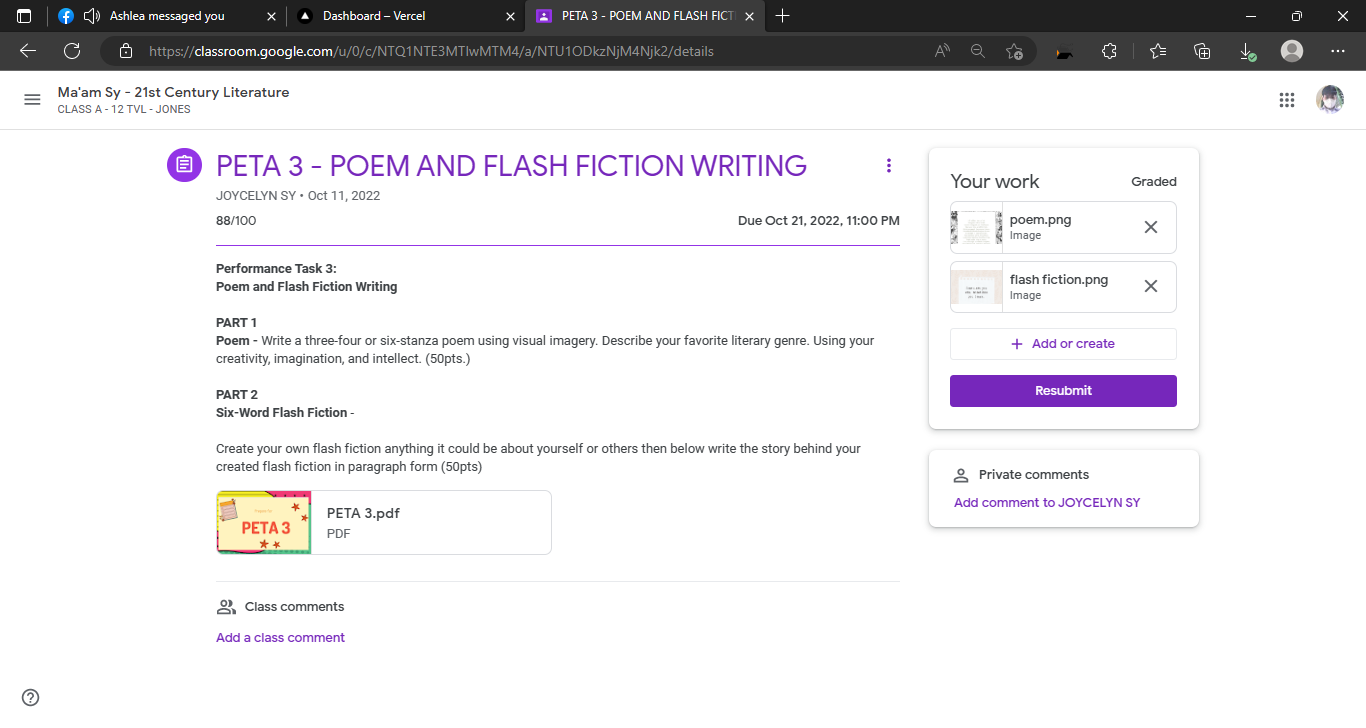 Ashlea messaged you
Dashboard – Vercel
PETA 3 - POEM AND FLASH FICTI
https://classroom.google.com/u/0/c/NTQ1NTE3MTIwMTM4/a/NTU1ODkzNjM4Njk2/details
Ma'am Sy - 21st Century Literature
CLASS A - 12 TVL - JONES
PETA 3 - POEM AND FLASH FICTION WRITING
JOYCELYN SY • Oct 11, 2022
88/100
Due Oct 21, 2022, 11:00 PM
Performance Task 3:
Poem and Flash Fiction Writing
PART 1
Poem - Write a three-four or six-stanza poem using visual imagery. Describe your favorite literary genre. Using your
creativity, imagination, and intellect. (50pts.)
PART 2
Six-Word Flash Fiction -
Create your own flash fiction anything it could be about yourself or others then below write the story behind your
created flash fiction in paragraph form (50pts)
PETA 3
PETA 3.pdf
PDF
Class comments
Add a class comment
Your work
Graded
poem.png
Image
flash fiction.png
Image
+ Add or create
Resubmit
Private comments
Add comment to JOYCELYN SY